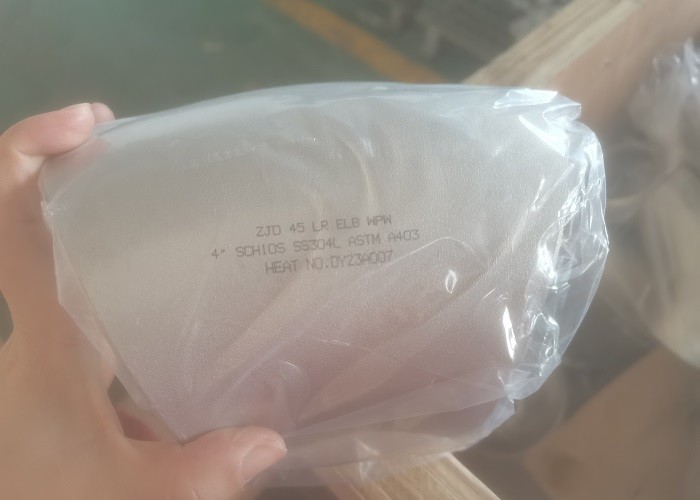 ZJD 45 LR ELB WPW
4" SCH10S SS304L ASTM A403
HEAT NO.DY23A007